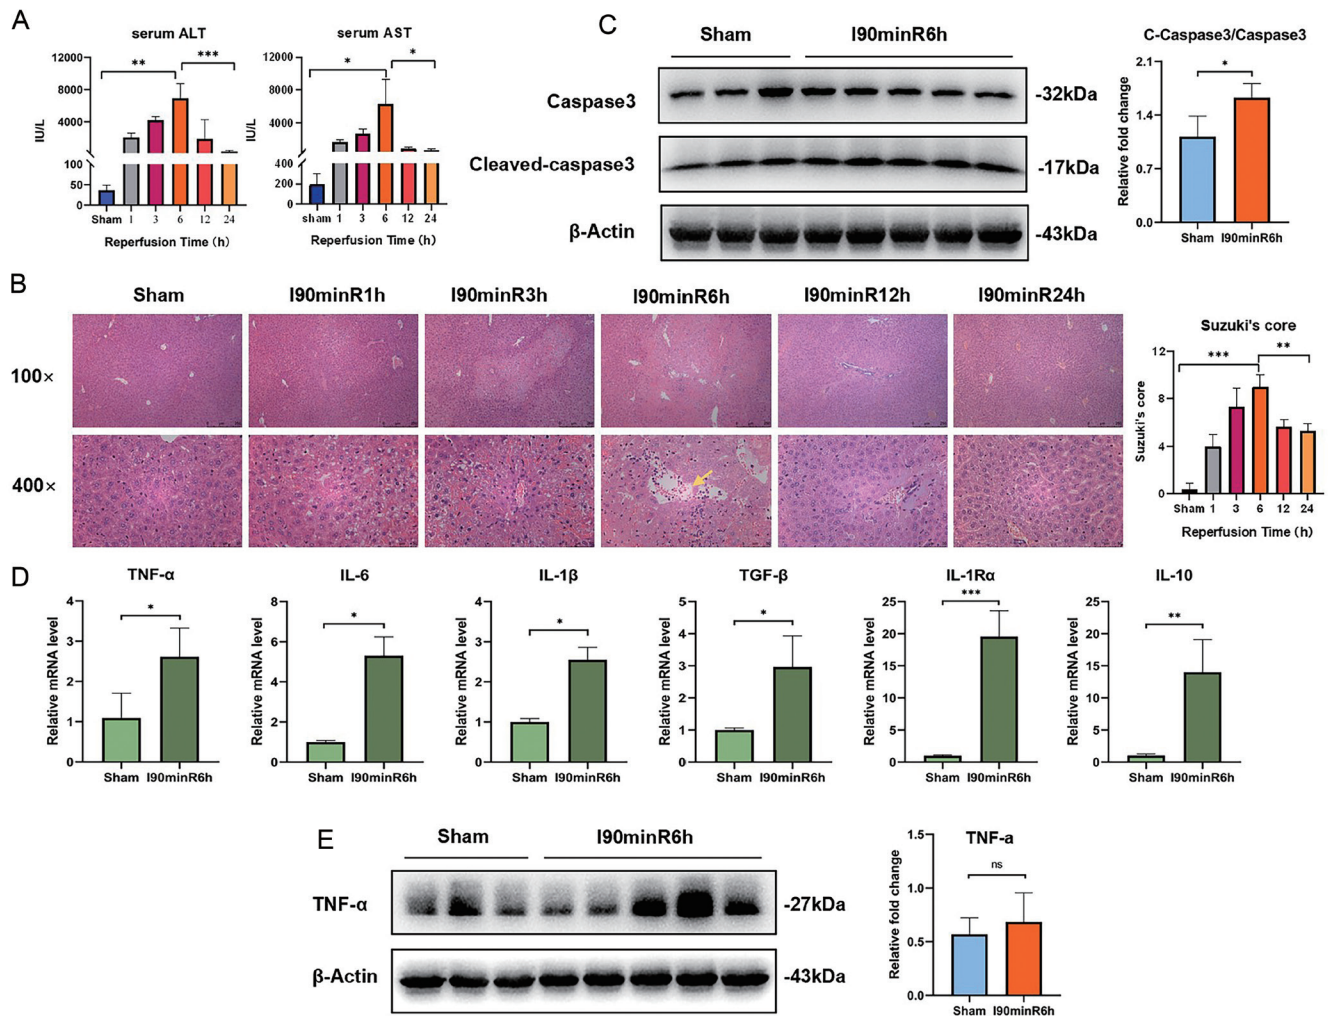 A
serum ALT
12000
8000
4000
100
50
0
IU/L
**
***
Sham 1 3 6 12 24
Reperfusion Time (h)
serum AST
12000
8000
4000
400
200
0
IU/L
*
*
sham 1 3 6 12 24
Reperfusion Time (h)
C
Sham I90minR6h
Caspase3 -32kDa
Cleaved-caspase3 -17kDa
β-Actin -43kDa
C-Caspase3/Caspase3
2.1
1.4
0.7
0.0
Relative fold change
*
Sham I90minR6h
B
Sham I90minR1h I90minR3h I90minR6h I90minR12h I90minR24h
100×
400×
Suzuki's core
12
8
4
0
Suzuki's core
***
**
Sham 1 3 6 12 24
Reperfusion Time (h)
D
TNF-α
4
3
2
1
0
Relative mRNA level
*
Sham I90minR6h
IL-6
8
6
4
2
0
Relative mRNA level
*
Sham I90minR6h
IL-1β
4
3
2
1
0
Relative mRNA level
*
Sham I90minR6h
TGF-β
5
4
3
2
1
0
Relative mRNA level
*
Sham I90minR6h
IL-1Rα
25
20
15
10
5
0
Relative mRNA level
***
Sham I90minR6h
IL-10
25
20
15
10
5
0
Relative mRNA level
**
Sham I90minR6h
E
Sham I90minR6h
TNF-α -27kDa
β-Actin -43kDa
TNF-a
1.5
1.0
0.5
0.0
Relative fold change
ns
Sham I90minR6h